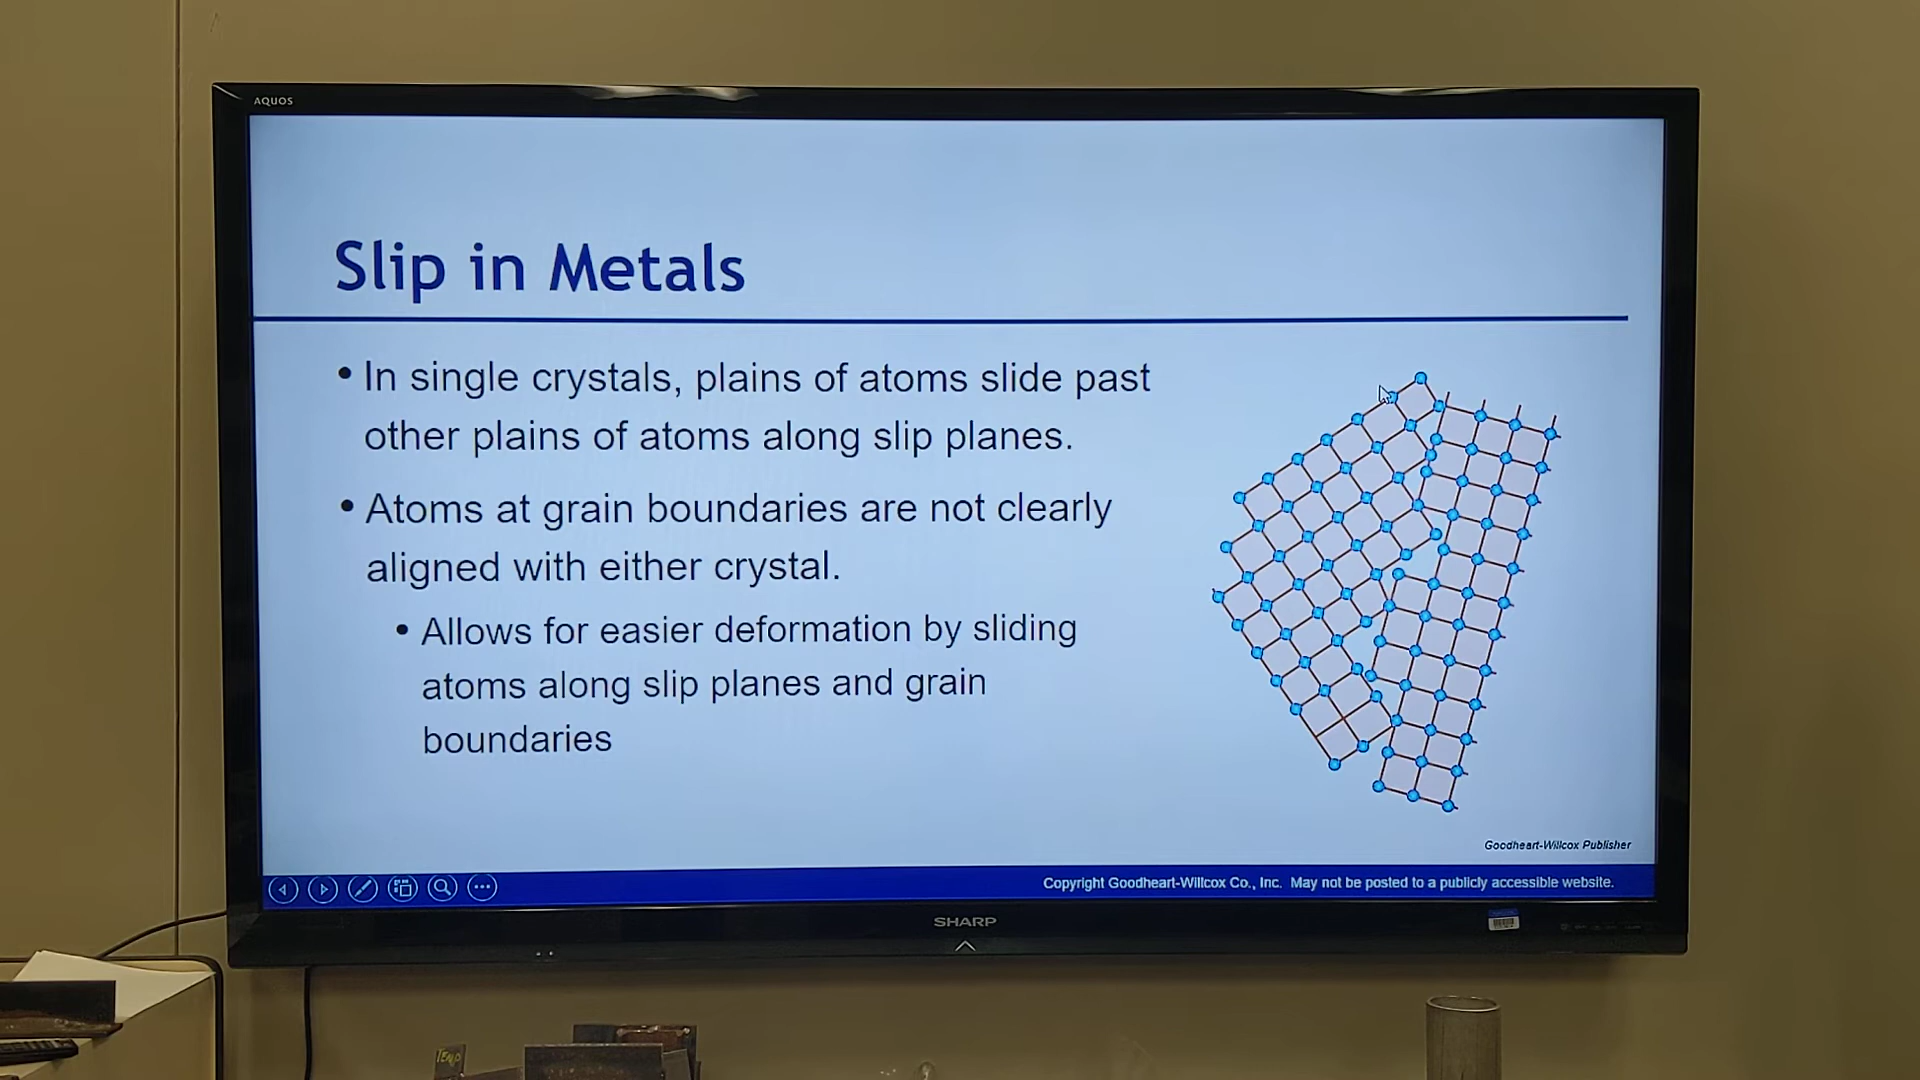 AQUOS
Slip in Metals
• In single crystals, plains of atoms slide past
other plains of atoms along slip planes.
• Atoms at grain boundaries are not clearly
aligned with either crystal.
• Allows for easier deformation by sliding
atoms along slip planes and grain
boundaries
Goodheart-Willcox Publisher
Copyright Goodheart-Willcox Co., Inc. May not be posted to a publicly accessible website.
SHARP